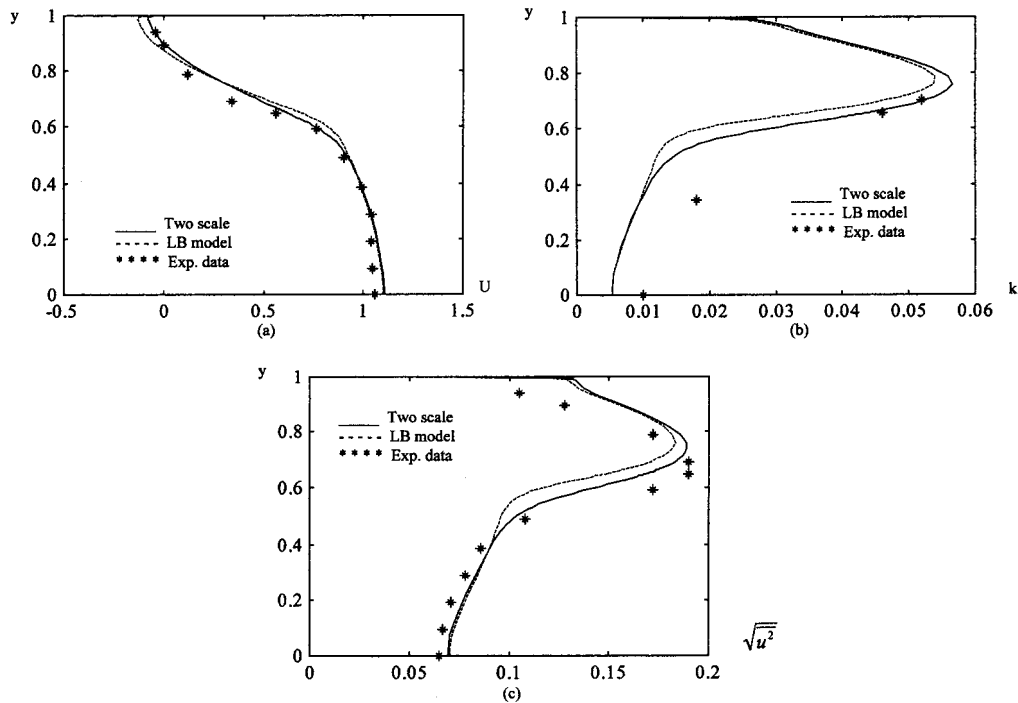 y
1
0.8
0.6
0.4
0.2
0
Two scale
LB model
Exp. data
-0.5 0 0.5 1 1.5
U
(a)
y
1
0.8
0.6
0.4
0.2
0
Two scale
LB model
Exp. data
0.01 0.02 0.03 0.04 0.05 0.06
k
(b)
y
1
0.8
0.6
0.4
0.2
0
Two scale
LB model
Exp. data
0 0.05 0.1 0.15 0.2
√u²
(c)